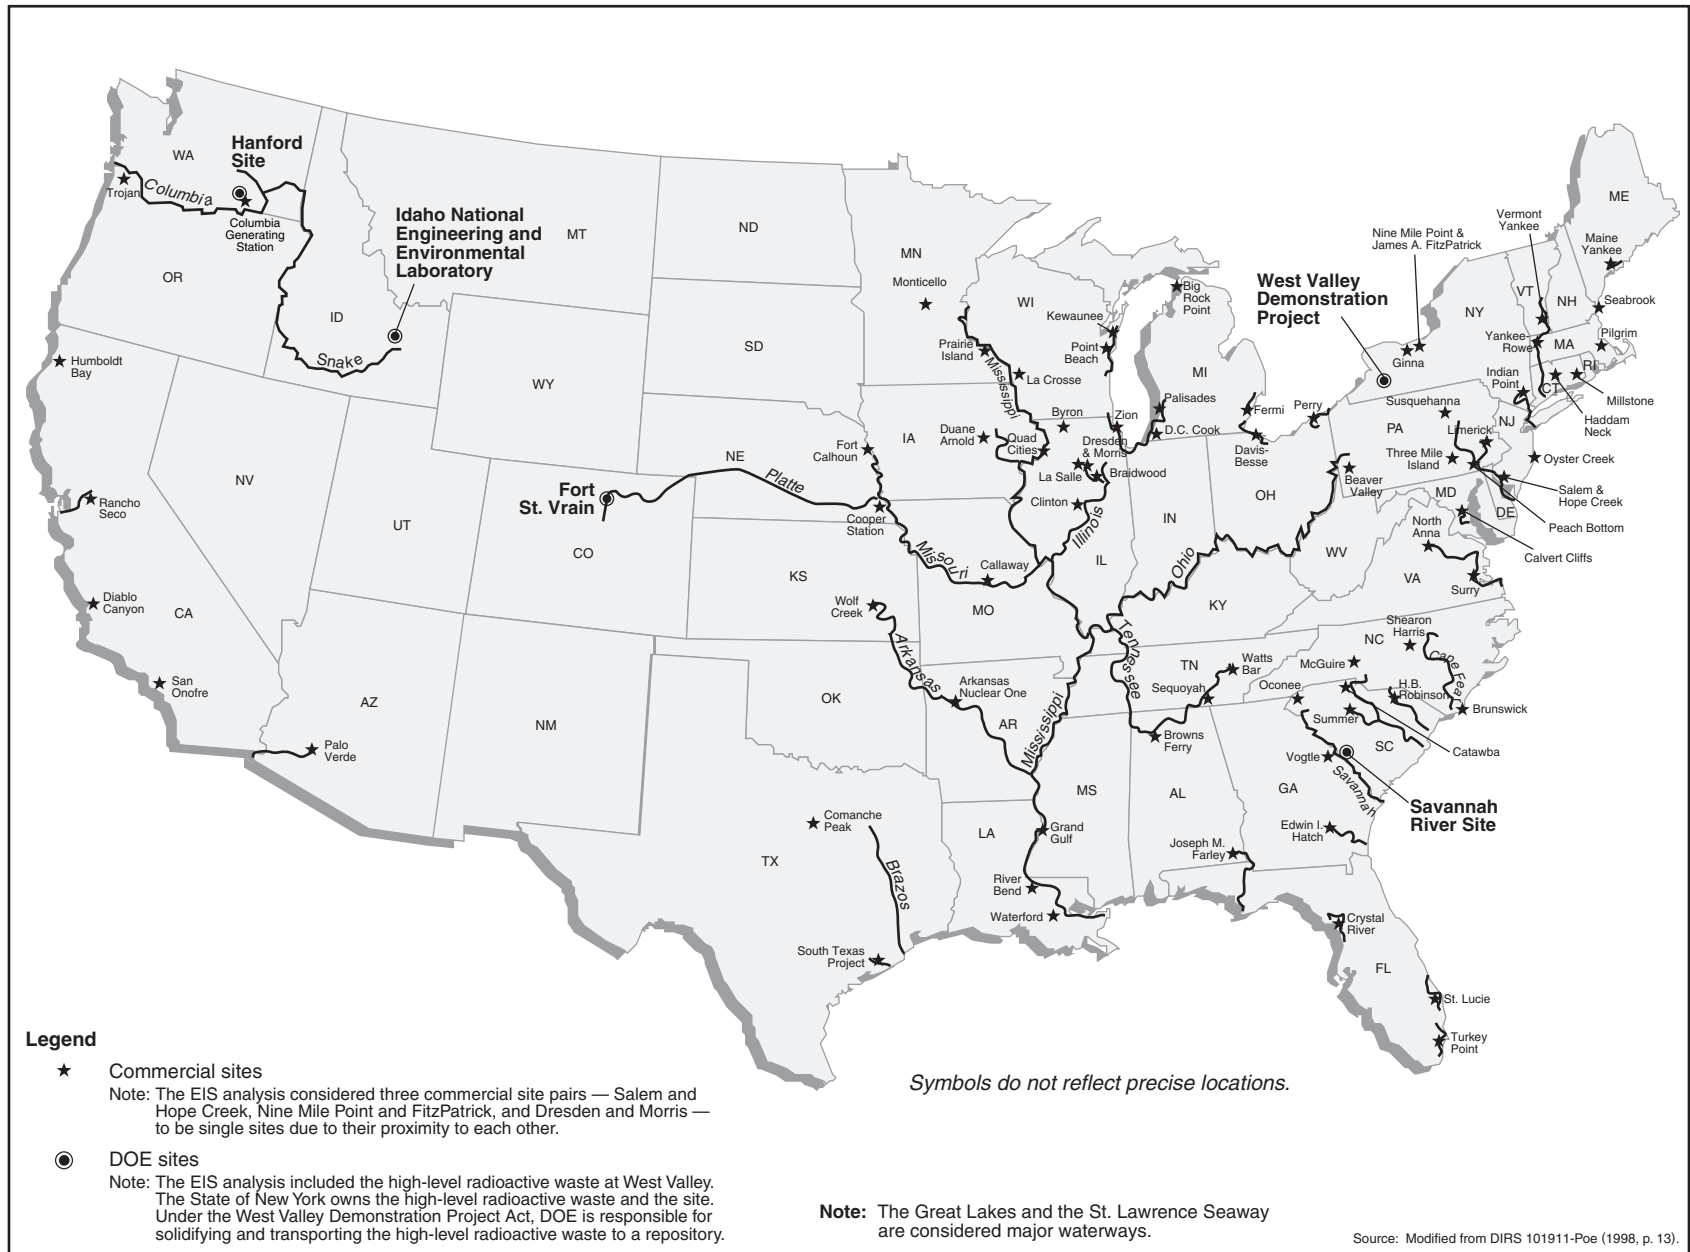 WA
Hanford
Site
Trojan
Columbia
Columbia
Generating
Station
Idaho National
Engineering and
Environmental
Laboratory
MT
ND
MN
Monticello
OR
ID
Snake
SD
WY
Humboldt
Bay
NV
UT
CO
NE
Platte
Fort
St. Vrain
Rancho
Seco
Diablo
Canyon
CA
San
Onofre
AZ
NM
Palo
Verde
KS
Wolf
Creek
OK
Arkansas
Arkansas
Nuclear One
AR
TX
Comanche
Peak
Brazos
South Texas
Project
LA
River
Bend
Waterford
Grand
Gulf
MS
Mississippi
Missouri
Callaway
MO
Cooper
Station
Fort
Calhoun
IA
Duane
Arnold
Quad
Cities
Prairie
Island
Mississippi
La Crosse
WI
Kewaunee
Point
Beach
Byron
Zion
Dresden
& Morris
La Salle
Braidwood
Clinton
Illinois
IL
Big
Rock
Point
MI
Palisades
D.C. Cook
Fermi
Davis-
Besse
Perry
IN
OH
Ohio
KY
Tennessee
TN
Watts
Bar
Sequoyah
Browns
Ferry
AL
Joseph M.
Farley
GA
Edwin I.
Hatch
Vogtle
Savannah
Savannah
River Site
SC
Summer
Oconee
Catawba
McGuire
H.B.
Robinson
NC
Shearon
Harris
Cape Fear
Brunswick
FL
Crystal
River
St. Lucie
Turkey
Point
WV
VA
North
Anna
Surry
Beaver
Valley
PA
Susquehanna
Limerick
Three Mile
Island
MD
DE
NJ
Oyster Creek
Salem &
Hope Creek
Peach Bottom
Calvert Cliffs
West Valley
Demonstration
Project
Nine Mile Point &
James A. FitzPatrick
Ginna
NY
Indian
Point
Vermont
Yankee
VT
NH
ME
Maine
Yankee
Seabrook
Pilgrim
Yankee-
Rowe
MA
RI
CT
Millstone
Haddam
Neck
Legend
Commercial sites
Note: The EIS analysis considered three commercial site pairs — Salem and
Hope Creek, Nine Mile Point and FitzPatrick, and Dresden and Morris —
to be single sites due to their proximity to each other.
DOE sites
Note: The EIS analysis included the high-level radioactive waste at West Valley.
The State of New York owns the high-level radioactive waste and the site.
Under the West Valley Demonstration Project Act, DOE is responsible for
solidifying and transporting the high-level radioactive waste to a repository.
Symbols do not reflect precise locations.
Note: The Great Lakes and the St. Lawrence Seaway
are considered major waterways.
Source: Modified from DIRS 101911-Poe (1998, p. 13).